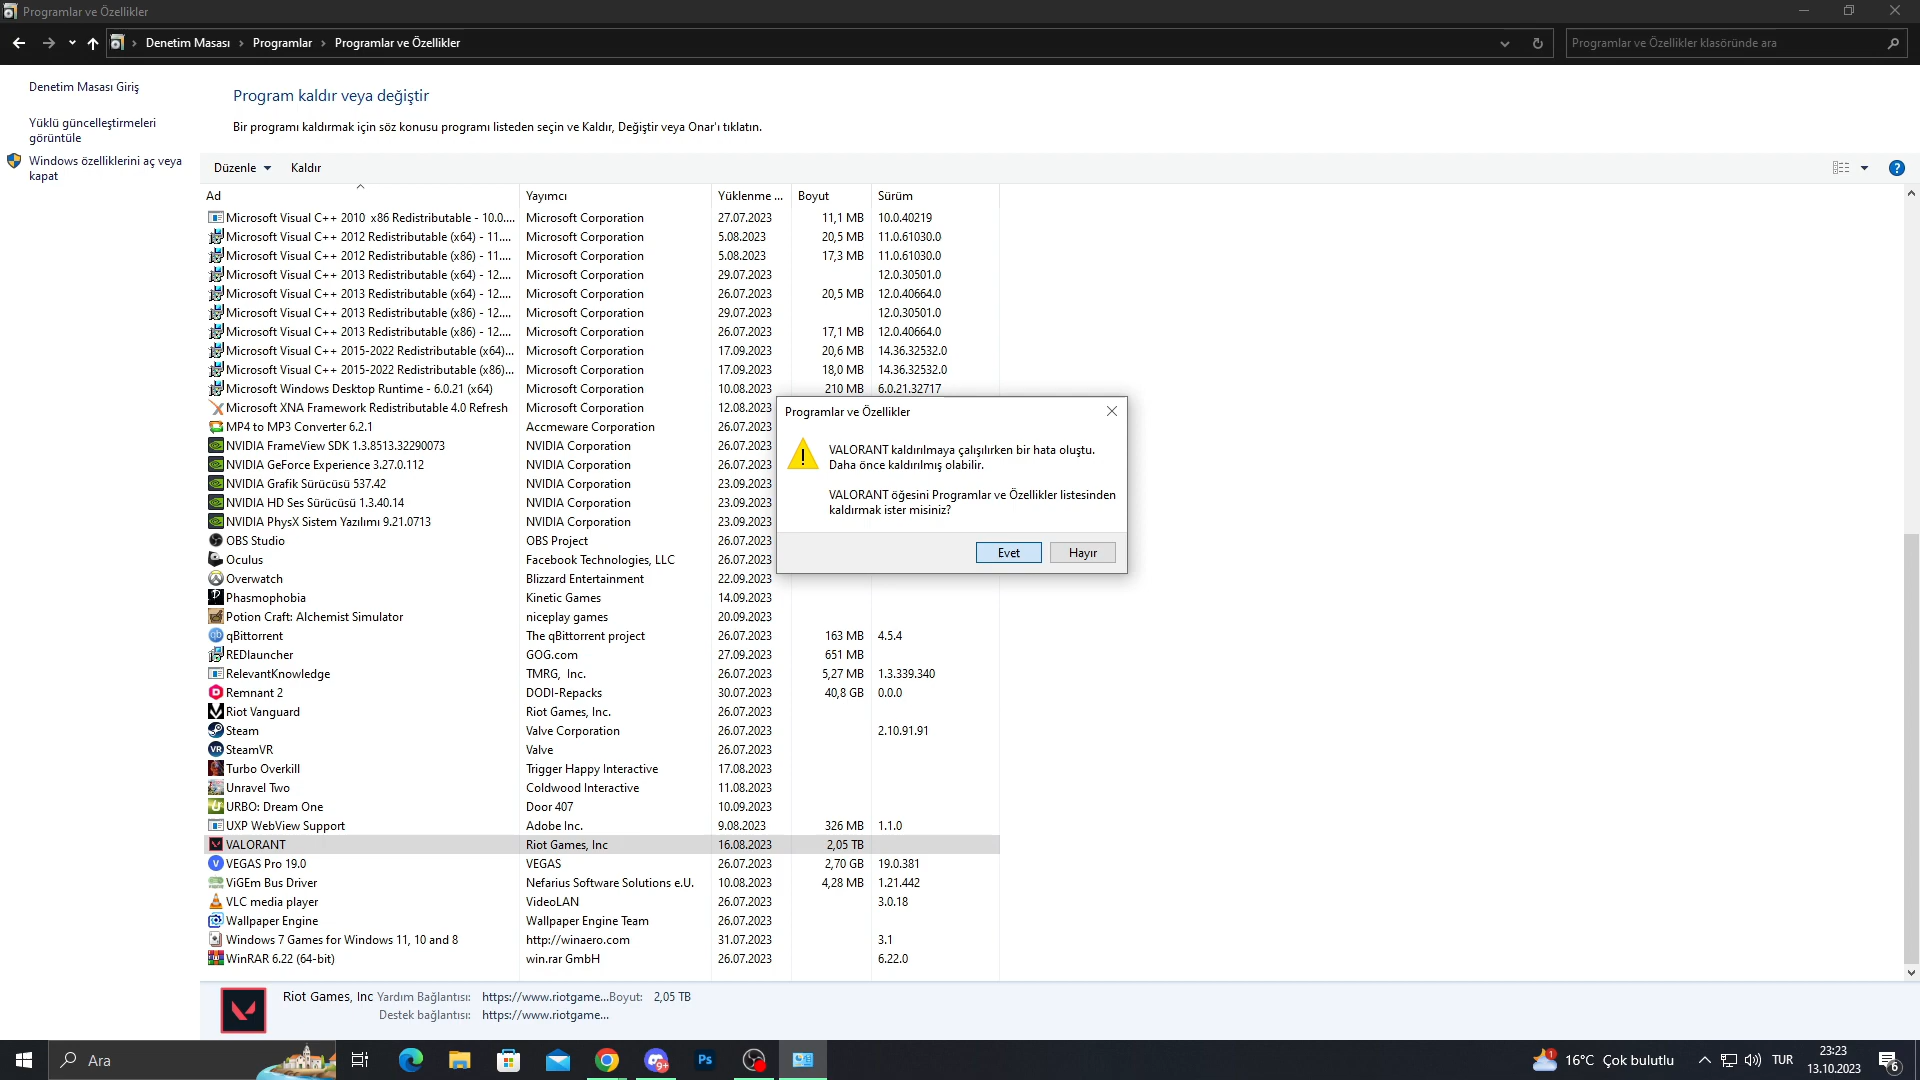 Programlar ve Özellikler
Denetim Masası › Programlar › Programlar ve Özellikler
Programlar ve Özellikler klasöründe ara
Denetim Masası Giriş
Yüklü güncelleştirmeleri
görüntüle
Windows özelliklerini aç veya
kapat
Program kaldır veya değiştir
Bir programı kaldırmak için söz konusu programı listeden seçin ve Kaldır, Değiştir veya Onar'ı tıklatın.
Düzenle Kaldır
Ad Yayımcı Yüklenme ... Boyut Sürüm
Microsoft Visual C++ 2010 x86 Redistributable - 10.0.... Microsoft Corporation 27.07.2023 11,1 MB 10.0.40219
Microsoft Visual C++ 2012 Redistributable (x64) - 11.... Microsoft Corporation 5.08.2023 20,5 MB 11.0.61030.0
Microsoft Visual C++ 2012 Redistributable (x86) - 11.... Microsoft Corporation 5.08.2023 17,3 MB 11.0.61030.0
Microsoft Visual C++ 2013 Redistributable (x64) - 12.... Microsoft Corporation 29.07.2023 12.0.30501.0
Microsoft Visual C++ 2013 Redistributable (x64) - 12.... Microsoft Corporation 26.07.2023 20,5 MB 12.0.40664.0
Microsoft Visual C++ 2013 Redistributable (x86) - 12.... Microsoft Corporation 29.07.2023 12.0.30501.0
Microsoft Visual C++ 2013 Redistributable (x86) - 12.... Microsoft Corporation 26.07.2023 17,1 MB 12.0.40664.0
Microsoft Visual C++ 2015-2022 Redistributable (x64)... Microsoft Corporation 17.09.2023 20,6 MB 14.36.32532.0
Microsoft Visual C++ 2015-2022 Redistributable (x86)... Microsoft Corporation 17.09.2023 18,0 MB 14.36.32532.0
Microsoft Windows Desktop Runtime - 6.0.21 (x64) Microsoft Corporation 10.08.2023 210 MB 6.0.21.32717
Microsoft XNA Framework Redistributable 4.0 Refresh Microsoft Corporation 12.08.2023
MP4 to MP3 Converter 6.2.1 Accmeware Corporation 26.07.2023
NVIDIA FrameView SDK 1.3.8513.32290073 NVIDIA Corporation 26.07.2023
NVIDIA GeForce Experience 3.27.0.112 NVIDIA Corporation 26.07.2023
NVIDIA Grafik Sürücüsü 537.42 NVIDIA Corporation 23.09.2023
NVIDIA HD Ses Sürücüsü 1.3.40.14 NVIDIA Corporation 23.09.2023
NVIDIA PhysX Sistem Yazılımı 9.21.0713 NVIDIA Corporation 23.09.2023
OBS Studio OBS Project 26.07.2023
Oculus Facebook Technologies, LLC 26.07.2023
Overwatch Blizzard Entertainment 22.09.2023
Phasmophobia Kinetic Games 14.09.2023
Potion Craft: Alchemist Simulator niceplay games 20.09.2023
qBittorrent The qBittorrent project 26.07.2023 163 MB 4.5.4
REDlauncher GOG.com 27.09.2023 651 MB
RelevantKnowledge TMRG, Inc. 26.07.2023 5,27 MB 1.3.339.340
Remnant 2 DODI-Repacks 30.07.2023 40,8 GB 0.0.0
Riot Vanguard Riot Games, Inc. 26.07.2023
Steam Valve Corporation 26.07.2023 2.10.91.91
SteamVR Valve 26.07.2023
Turbo Overkill Trigger Happy Interactive 17.08.2023
Unravel Two Coldwood Interactive 11.08.2023
URBO: Dream One Door 407 10.09.2023
UXP WebView Support Adobe Inc. 9.08.2023 326 MB 1.1.0
VALORANT Riot Games, Inc 16.08.2023 2,05 TB
VEGAS Pro 19.0 VEGAS 26.07.2023 2,70 GB 19.0.381
ViGEm Bus Driver Nefarius Software Solutions e.U. 10.08.2023 4,28 MB 1.21.442
VLC media player VideoLAN 26.07.2023 3.0.18
Wallpaper Engine Wallpaper Engine Team 26.07.2023
Windows 7 Games for Windows 11, 10 and 8 http://winaero.com 31.07.2023 3.1
WinRAR 6.22 (64-bit) win.rar GmbH 26.07.2023 6.22.0
Programlar ve Özellikler
VALORANT kaldırılmaya çalışılırken bir hata oluştu.
Daha önce kaldırılmış olabilir.
VALORANT öğesini Programlar ve Özellikler listesinden
kaldırmak ister misiniz?
Evet Hayır
Riot Games, Inc Yardım Bağlantısı: https://www.riotgame... Boyut: 2,05 TB
Destek bağlantısı: https://www.riotgame...
Ara
9+
Ps
1
16°C Çok bulutlu
TUR
23:23
13.10.2023
6